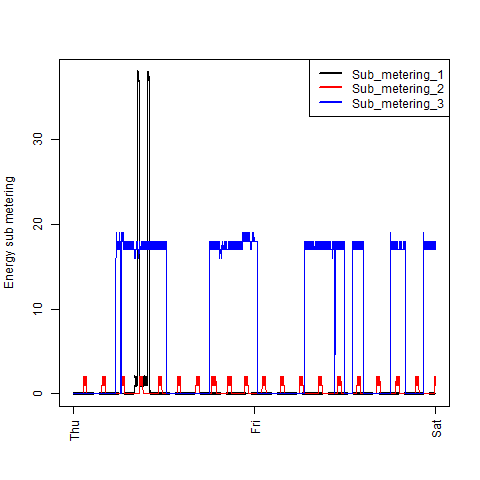 Sub_metering_1
Sub_metering_2
Sub_metering_3
Energy sub metering
30
20
10
0
Thu
Fri
Sat